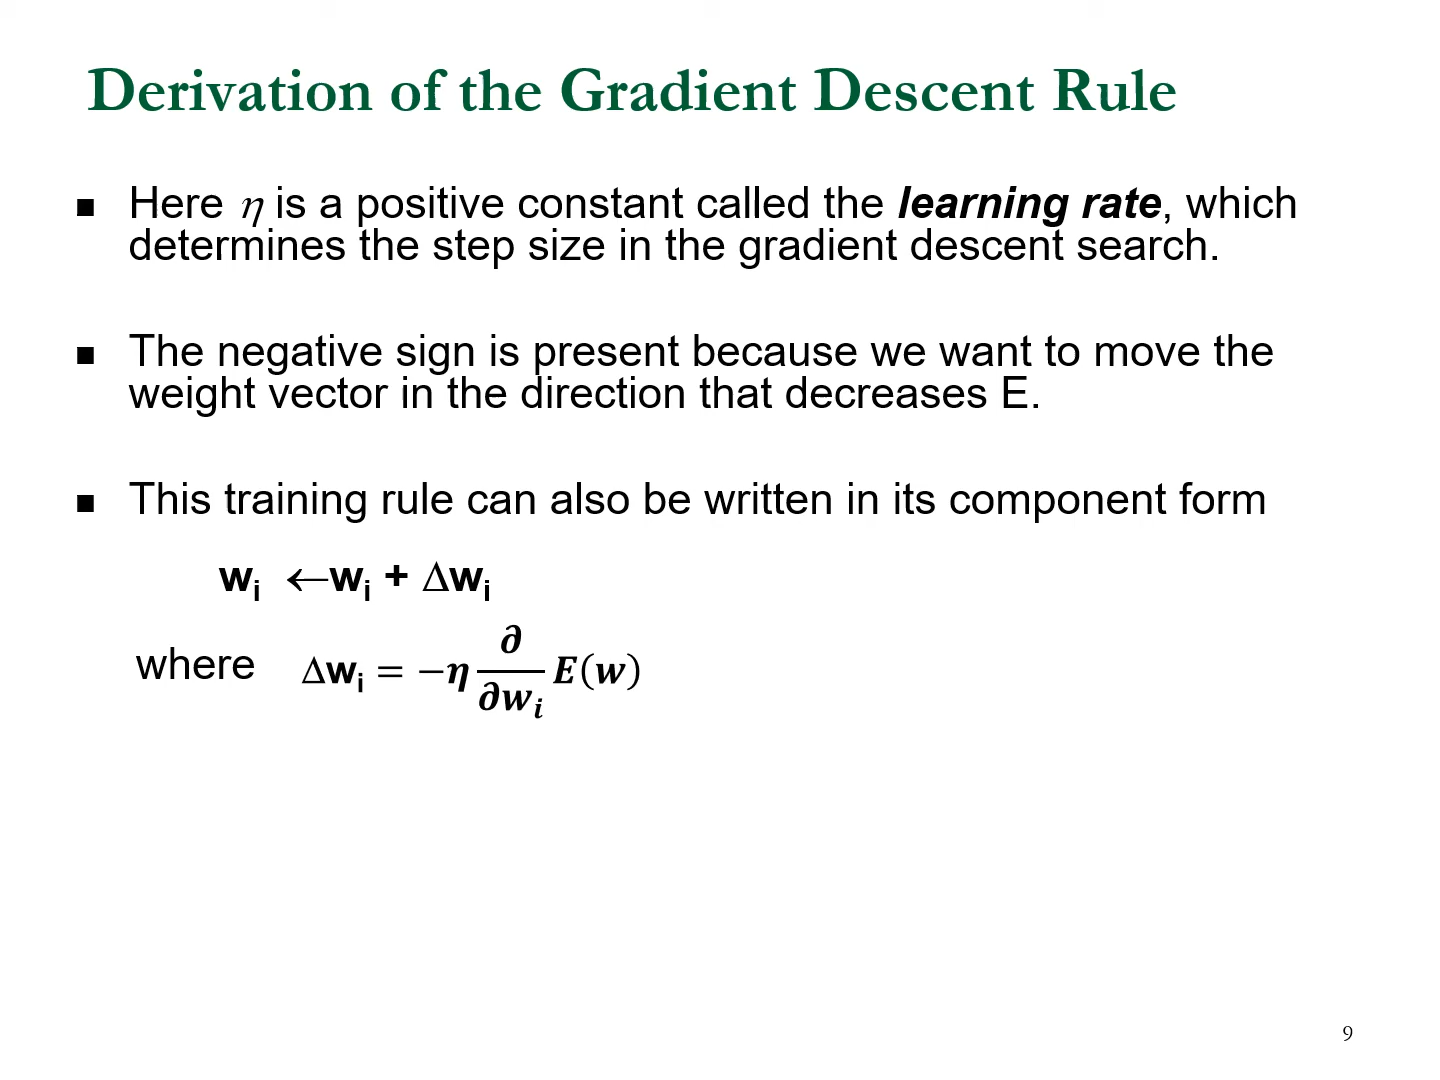 Derivation of the Gradient Descent Rule
■ Here η is a positive constant called the learning rate, which
determines the step size in the gradient descent search.
■ The negative sign is present because we want to move the
weight vector in the direction that decreases E.
■ This training rule can also be written in its component form
wᵢ ←wᵢ + Δwᵢ
where Δwᵢ = −η ∂/∂wᵢ E(w)
9